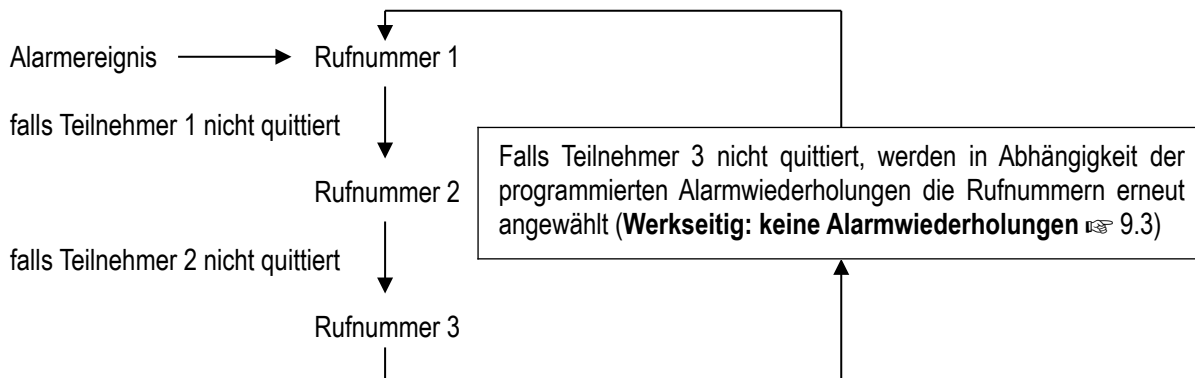 Alarmereignis
Rufnummer 1
falls Teilnehmer 1 nicht quittiert
Rufnummer 2
falls Teilnehmer 2 nicht quittiert
Rufnummer 3
Falls Teilnehmer 3 nicht quittiert, werden in Abhängigkeit der
programmierten Alarmwiederholungen die Rufnummern erneut
angewählt (Werkseitig: keine Alarmwiederholungen ☞ 9.3)